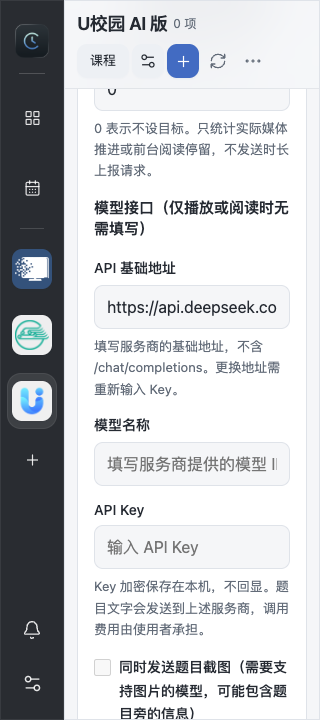 U校园 AI 版 0 项
课程
0
0 表示不设目标。只统计实际媒体
推进或前台阅读停留，不发送时长
上报请求。
模型接口（仅播放或阅读时无
需填写）
API 基础地址
https://api.deepseek.co
填写服务商的基础地址，不含
/chat/completions。更换地址需
重新输入 Key。
模型名称
填写服务商提供的模型 I
API Key
输入 API Key
Key 加密保存在本机，不回显。题
目文字会发送到上述服务商，调用
费用由使用者承担。
同时发送题目截图（需要支
持图片的模型，可能包含题
目旁的信息）